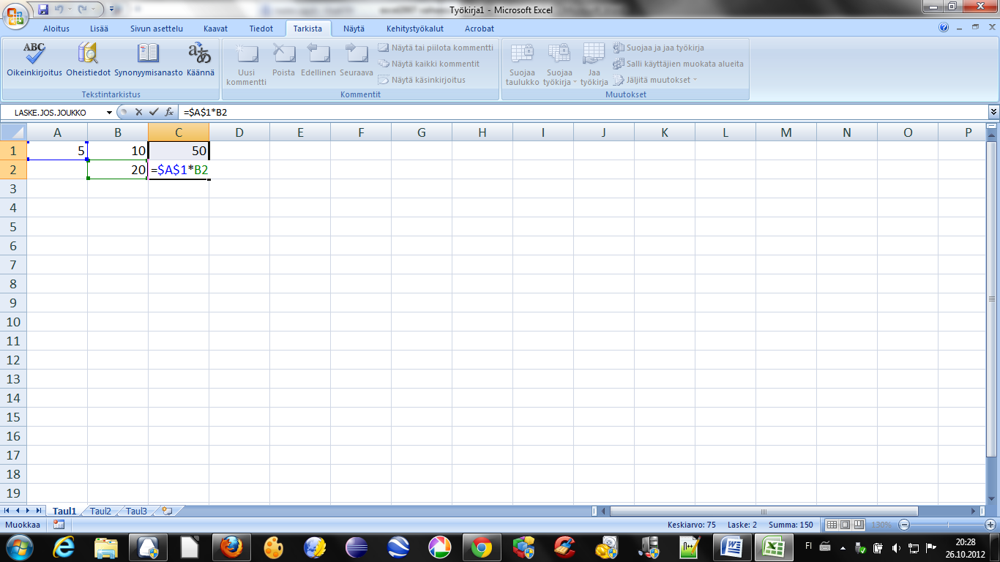 Työkirja1 - Microsoft Excel
Aloitus Lisää Sivun asettelu Kaavat Tiedot Tarkista Näytä Kehitystyökalut Acrobat
ABC
Oikeinkirjoitus Oheistiedot Synonyymisanasto Käännä
Tekstintarkistus
Uusi kommentti Poista Edellinen Seuraava
Näytä tai piilota kommentti
Näytä kaikki kommentit
Näytä käsinkirjoitus
Kommentit
Suojaa taulukko Suojaa työkirja Jaa työkirja
Suojaa ja jaa työkirja
Salli käyttäjien muokata alueita
Jäljitä muutokset
Muutokset
LASKE.JOS.JOUKKO fx =$A$1*B2
A B C D E F G H I J K L M N O P
1 5 10 50
2 20 =$A$1*B2
3
4
5
6
7
8
9
10
11
12
13
14
15
16
17
18
19
Taul1 Taul2 Taul3
Muokkaa Keskiarvo: 75 Laske: 2 Summa: 150 130%
FI 20:28
26.10.2012